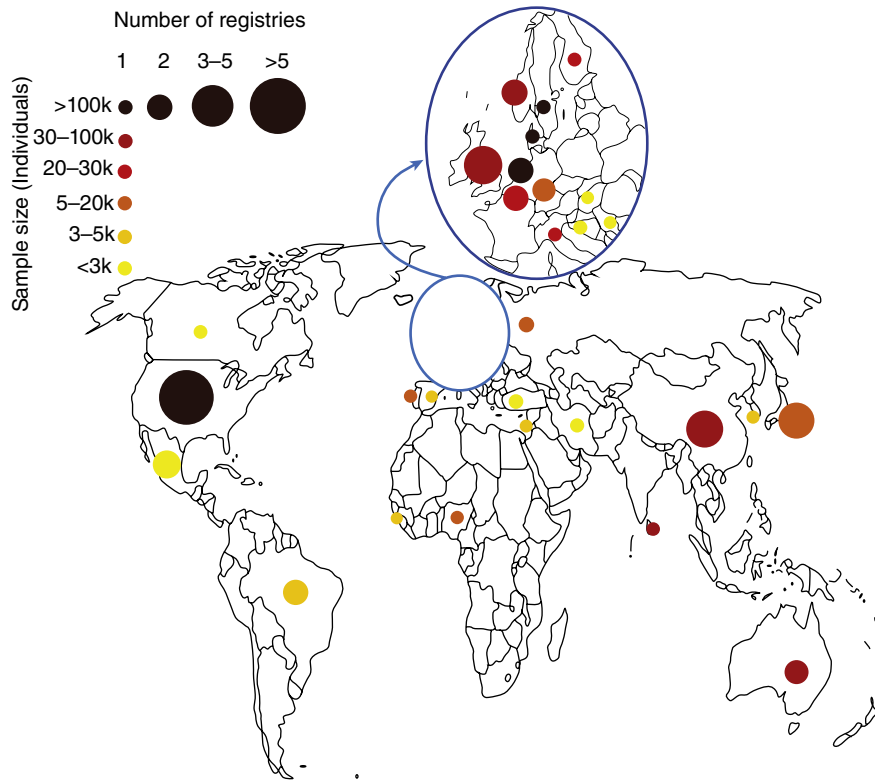 Number of registries
1 2 3–5 >5
Sample size (Individuals)
>100k
30–100k
20–30k
5–20k
3–5k
<3k